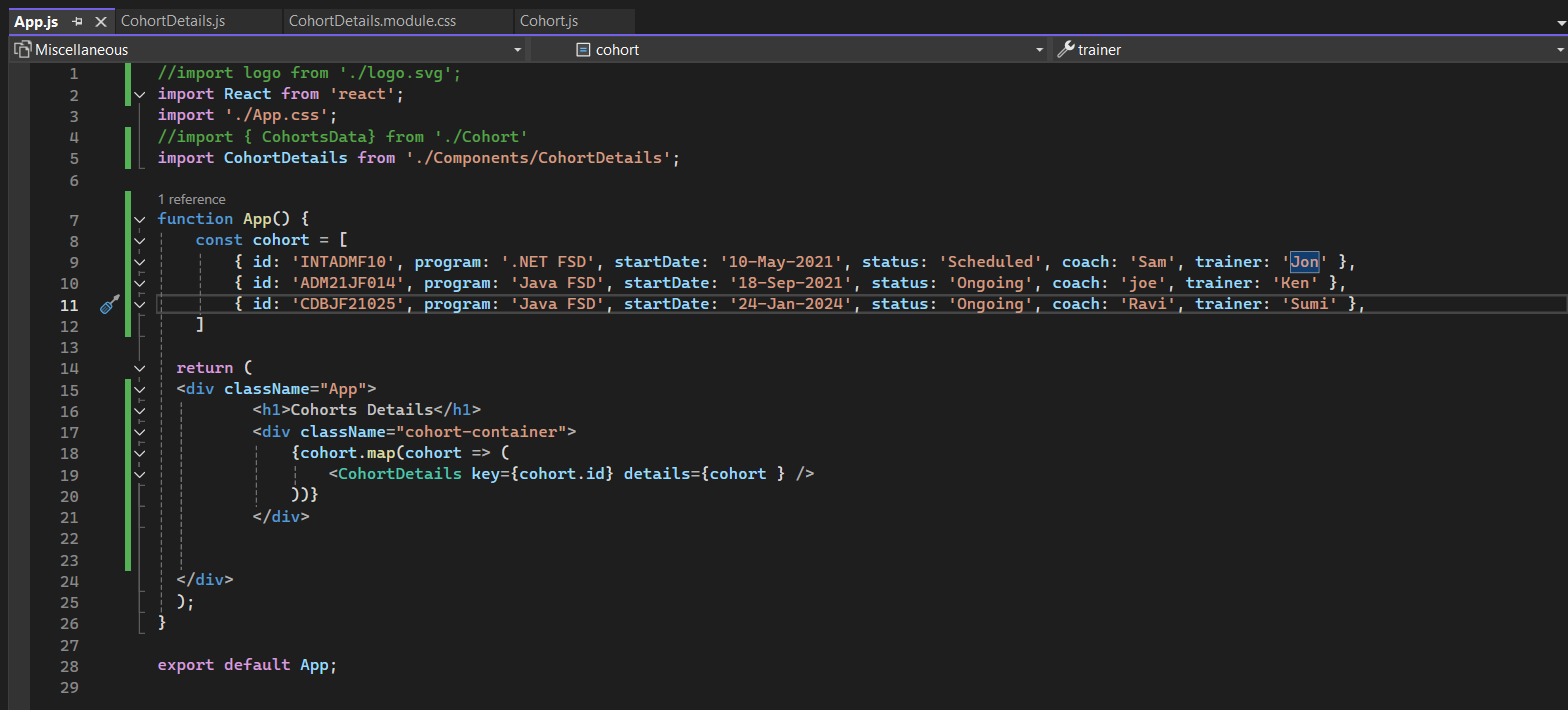 App.js CohortDetails.js CohortDetails.module.css Cohort.js
Miscellaneous cohort trainer
1 //import logo from './logo.svg';
2 import React from 'react';
3 import './App.css';
4 //import { CohortsData} from './Cohort'
5 import CohortDetails from './Components/CohortDetails';
6
1 reference
7 function App() {
8 const cohort = [
9 { id: 'INTADMF10', program: '.NET FSD', startDate: '10-May-2021', status: 'Scheduled', coach: 'Sam', trainer: 'Jon' },
10 { id: 'ADM21JF014', program: 'Java FSD', startDate: '18-Sep-2021', status: 'Ongoing', coach: 'joe', trainer: 'Ken' },
11 { id: 'CDBJF21025', program: 'Java FSD', startDate: '24-Jan-2024', status: 'Ongoing', coach: 'Ravi', trainer: 'Sumi' },
12 ]
13
14 return (
15 <div className="App">
16 <h1>Cohorts Details</h1>
17 <div className="cohort-container">
18 {cohort.map(cohort => (
19 <CohortDetails key={cohort.id} details={cohort } />
20 ))}
21 </div>
22
23
24 </div>
25 );
26 }
27
28 export default App;
29